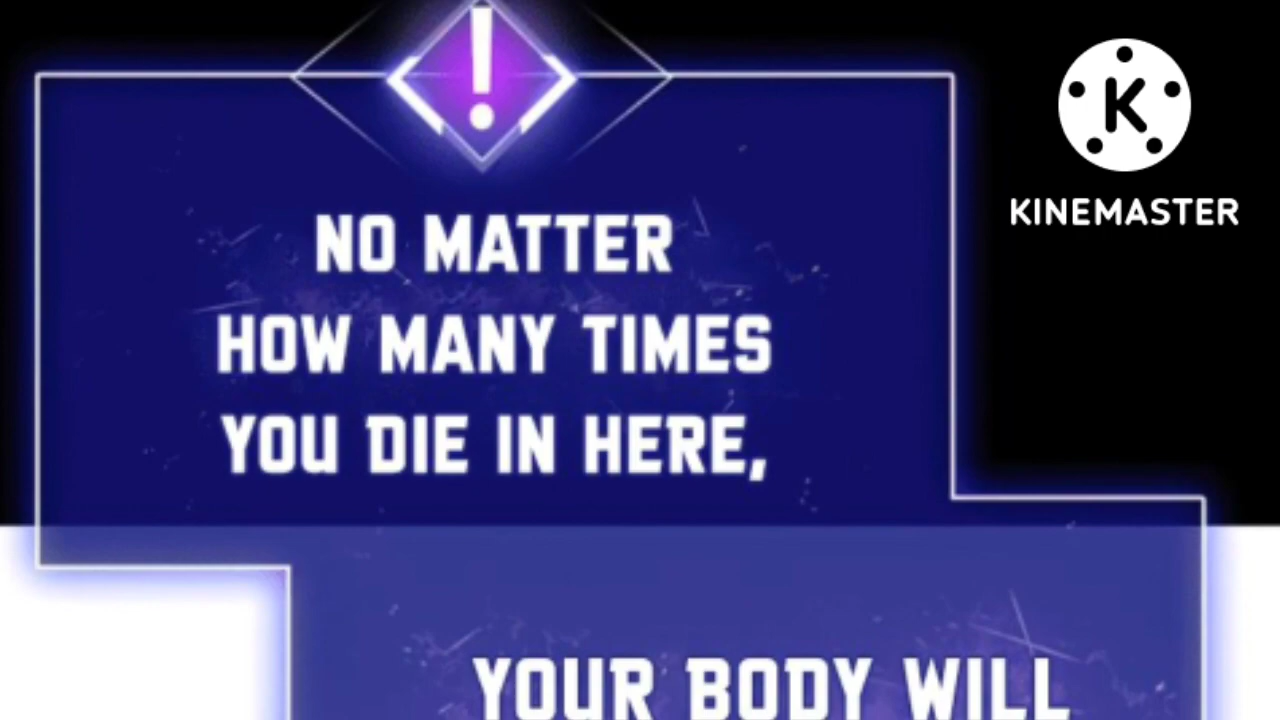 !
NO MATTER
HOW MANY TIMES
YOU DIE IN HERE,
YOUR BODY WILL
K
KINEMASTER